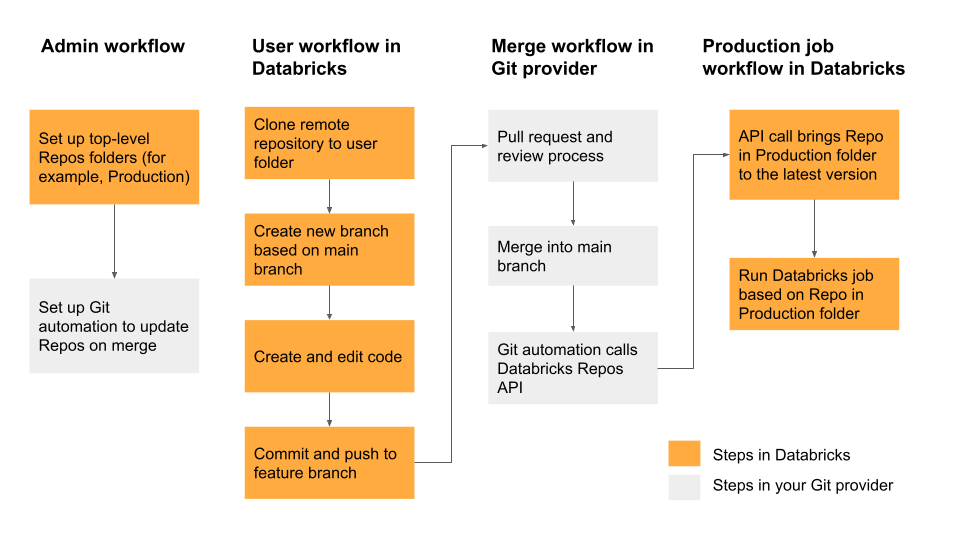 Admin workflow
Set up top-level
Repos folders (for
example, Production)
Set up Git
automation to update
Repos on merge
User workflow in
Databricks
Clone remote
repository to user
folder
Create new branch
based on main
branch
Create and edit code
Commit and push to
feature branch
Merge workflow in
Git provider
Pull request and
review process
Merge into main
branch
Git automation calls
Databricks Repos
API
Production job
workflow in Databricks
API call brings Repo
in Production folder
to the latest version
Run Databricks job
based on Repo in
Production folder
Steps in Databricks
Steps in your Git provider